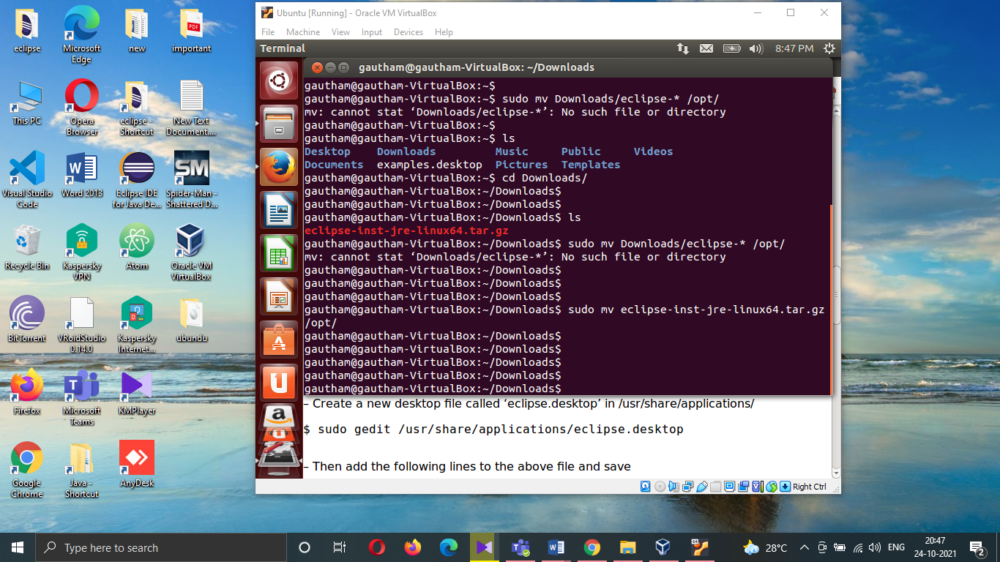 eclipse
Microsoft Edge
new
important
This PC
Opera Browser
eclipse - Shortcut
New Text Document....
Visual Studio Code
Word 2013
Eclipse IDE for Java De...
Spider-Man - Shattered D...
Recycle Bin
Kaspersky VPN
Atom
Oracle VM VirtualBox
BitTorrent
VRoidStudio 0.14.0
Kaspersky Internet...
ubundu
Firefox
Microsoft Teams
KMPlayer
Google Chrome
Java - Shortcut
AnyDesk
Ubuntu [Running] - Oracle VM VirtualBox
File Machine View Input Devices Help
Terminal 8:47 PM
gautham@gautham-VirtualBox: ~/Downloads
gautham@gautham-VirtualBox:~$
gautham@gautham-VirtualBox:~$ sudo mv Downloads/eclipse-* /opt/
mv: cannot stat ‘Downloads/eclipse-*’: No such file or directory
gautham@gautham-VirtualBox:~$
gautham@gautham-VirtualBox:~$ ls
Desktop Downloads Music Public Videos
Documents examples.desktop Pictures Templates
gautham@gautham-VirtualBox:~$ cd Downloads/
gautham@gautham-VirtualBox:~/Downloads$
gautham@gautham-VirtualBox:~/Downloads$
gautham@gautham-VirtualBox:~/Downloads$ ls
eclipse-inst-jre-linux64.tar.gz
gautham@gautham-VirtualBox:~/Downloads$ sudo mv Downloads/eclipse-* /opt/
mv: cannot stat ‘Downloads/eclipse-*’: No such file or directory
gautham@gautham-VirtualBox:~/Downloads$
gautham@gautham-VirtualBox:~/Downloads$
gautham@gautham-VirtualBox:~/Downloads$
gautham@gautham-VirtualBox:~/Downloads$ sudo mv eclipse-inst-jre-linux64.tar.gz
/opt/
gautham@gautham-VirtualBox:~/Downloads$
gautham@gautham-VirtualBox:~/Downloads$
gautham@gautham-VirtualBox:~/Downloads$
gautham@gautham-VirtualBox:~/Downloads$
gautham@gautham-VirtualBox:~/Downloads$
– Create a new desktop file called ‘eclipe.desktop’ in /usr/share/applications/
$ sudo gedit /usr/share/applications/eclipse.desktop
– Then add the following lines to the above file and save
Right Ctrl
Type here to search
28°C
ENG
20:47
24-10-2021
2